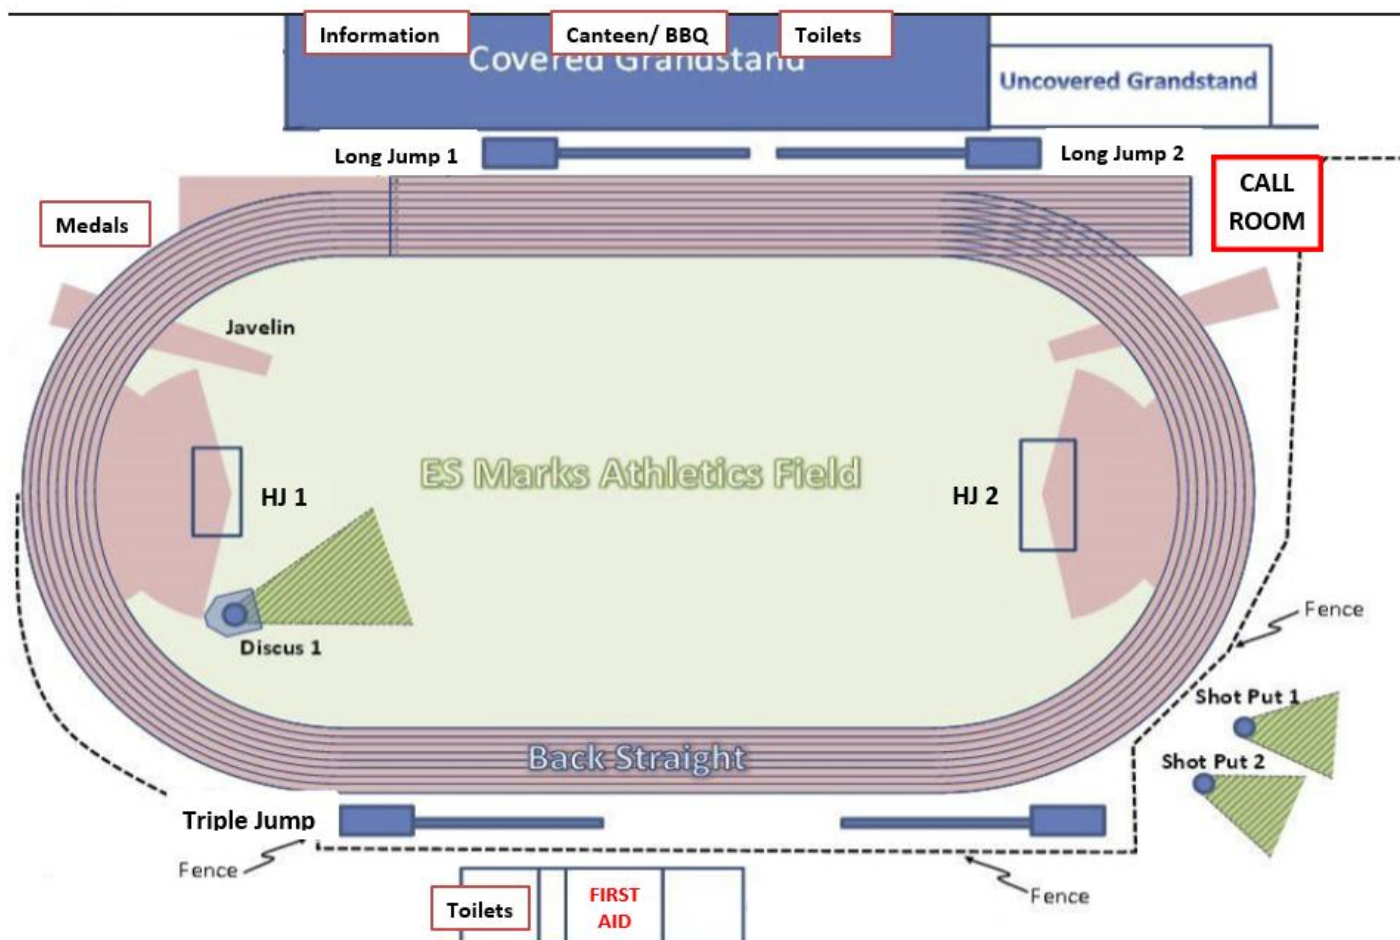 Information
Canteen/ BBQ
Toilets
Covered Grandstand
Uncovered Grandstand
Long Jump 1
Long Jump 2
CALL
ROOM
Medals
Javelin
ES Marks Athletics Field
HJ 1
HJ 2
Discus 1
Fence
Shot Put 1
Shot Put 2
Back Straight
Triple Jump
Fence
Fence
Toilets
FIRST
AID